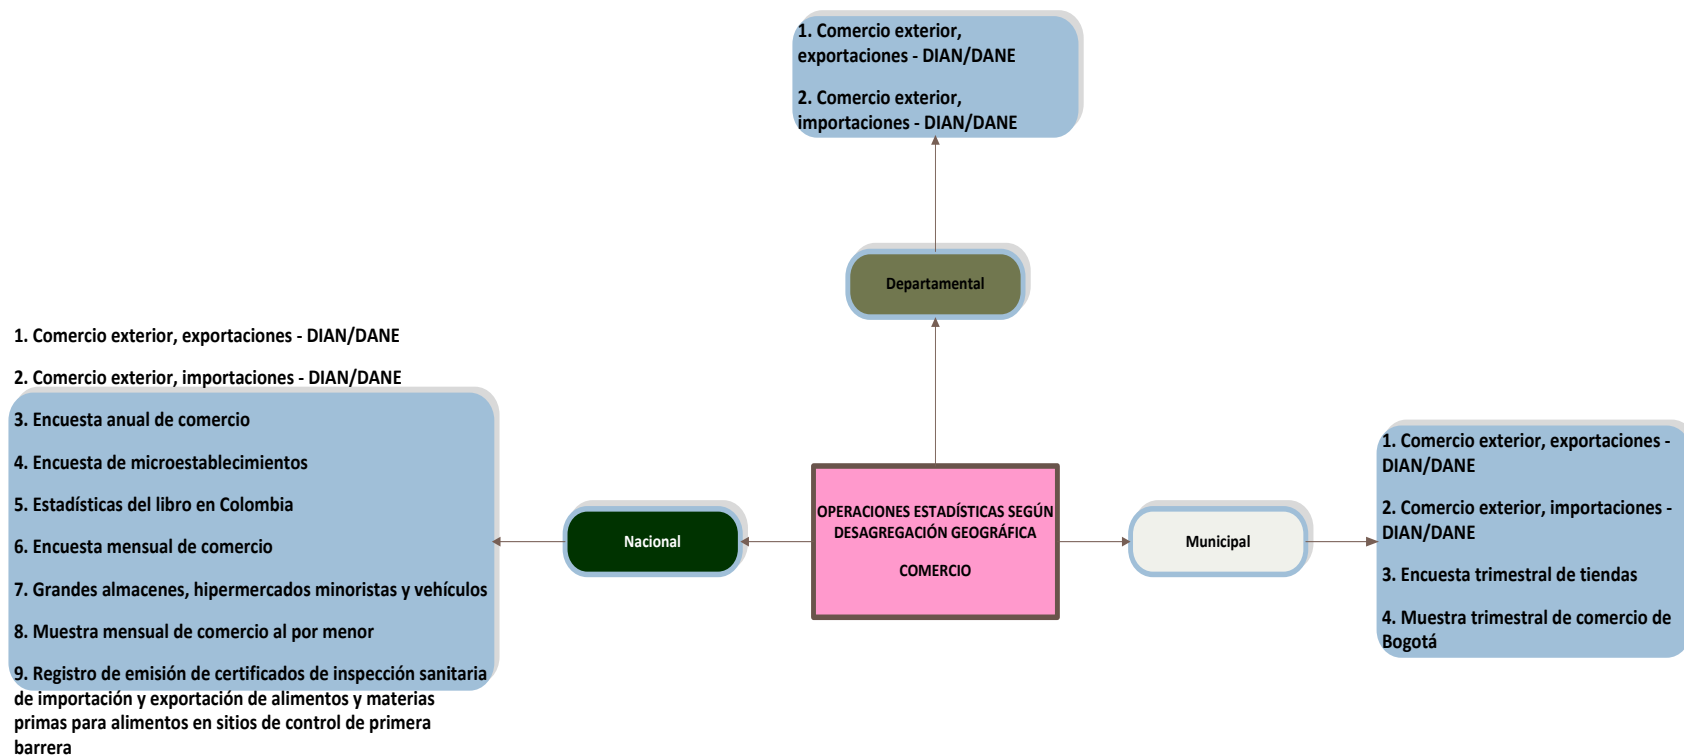 1. Comercio exterior,
exportaciones - DIAN/DANE
2. Comercio exterior,
importaciones - DIAN/DANE
Departamental
1. Comercio exterior, exportaciones - DIAN/DANE
2. Comercio exterior, importaciones - DIAN/DANE
3. Encuesta anual de comercio
4. Encuesta de microestablecimientos
5. Estadísticas del libro en Colombia
6. Encuesta mensual de comercio
7. Grandes almacenes, hipermercados minoristas y vehículos
8. Muestra mensual de comercio al por menor
9. Registro de emisión de certificados de inspección sanitaria
de importación y exportación de alimentos y materias
primas para alimentos en sitios de control de primera
barrera
Nacional
OPERACIONES ESTADÍSTICAS SEGÚN
DESAGREGACIÓN GEOGRÁFICA
COMERCIO
Municipal
1. Comercio exterior, exportaciones -
DIAN/DANE
2. Comercio exterior, importaciones -
DIAN/DANE
3. Encuesta trimestral de tiendas
4. Muestra trimestral de comercio de
Bogotá